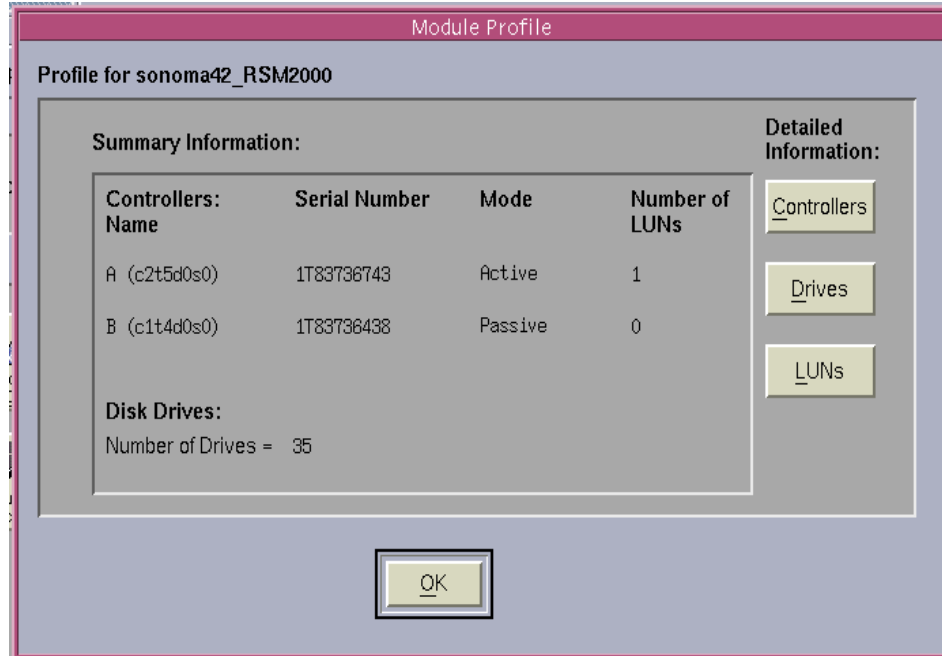 Module Profile
Profile for sonoma42_RSM2000
Summary Information:
Detailed
Information:
Controllers:
Name
Serial Number
Mode
Number of
LUNs
A (c2t5d0s0) 1T83736743 Active 1
B (c1t4d0s0) 1T83736438 Passive 0
Disk Drives:
Number of Drives = 35
Controllers
Drives
LUNs
OK